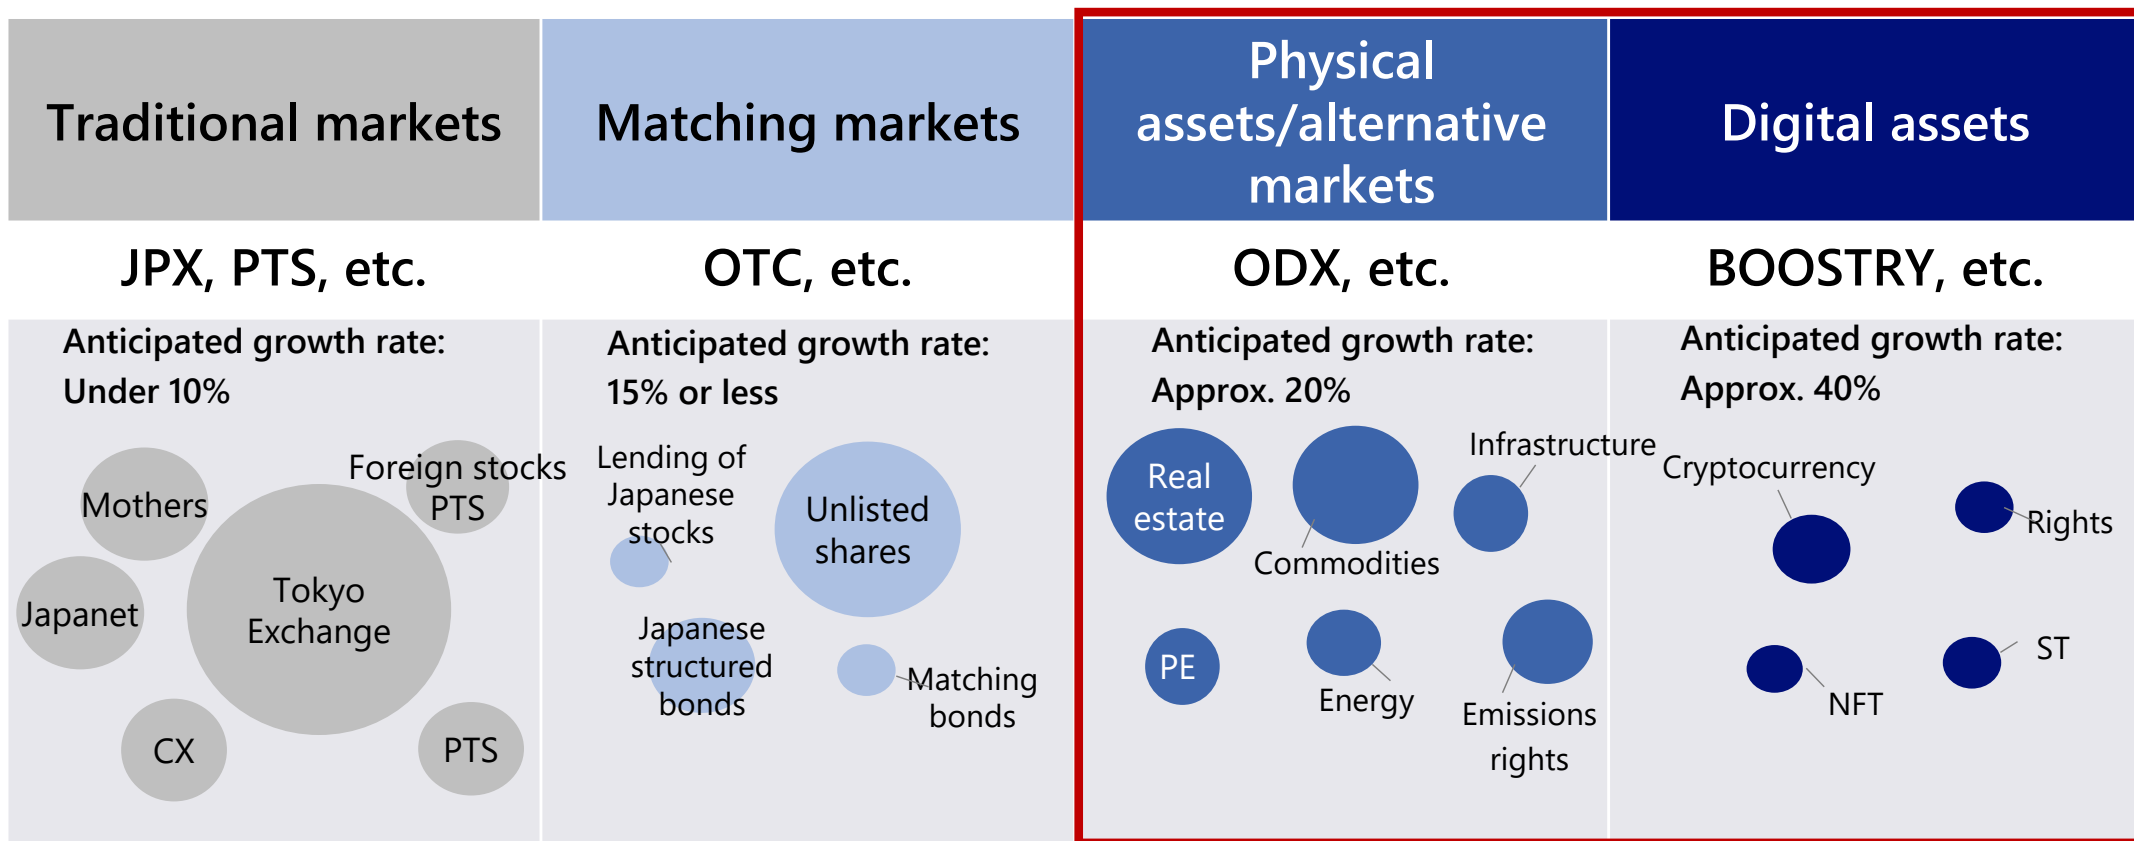 Traditional markets
Matching markets
Physical
assets/alternative
markets
Digital assets
JPX, PTS, etc.
OTC, etc.
ODX, etc.
BOOSTRY, etc.
Anticipated growth rate:
Under 10%
Mothers
Foreign stocks
PTS
Japanet
Tokyo
Exchange
CX
PTS
Anticipated growth rate:
15% or less
Lending of
Japanese
stocks
Unlisted
shares
Japanese
structured
bonds
Matching
bonds
Anticipated growth rate:
Approx. 20%
Real
estate
Commodities
Infrastructure
PE
Energy
Emissions
rights
Anticipated growth rate:
Approx. 40%
Cryptocurrency
Rights
NFT
ST